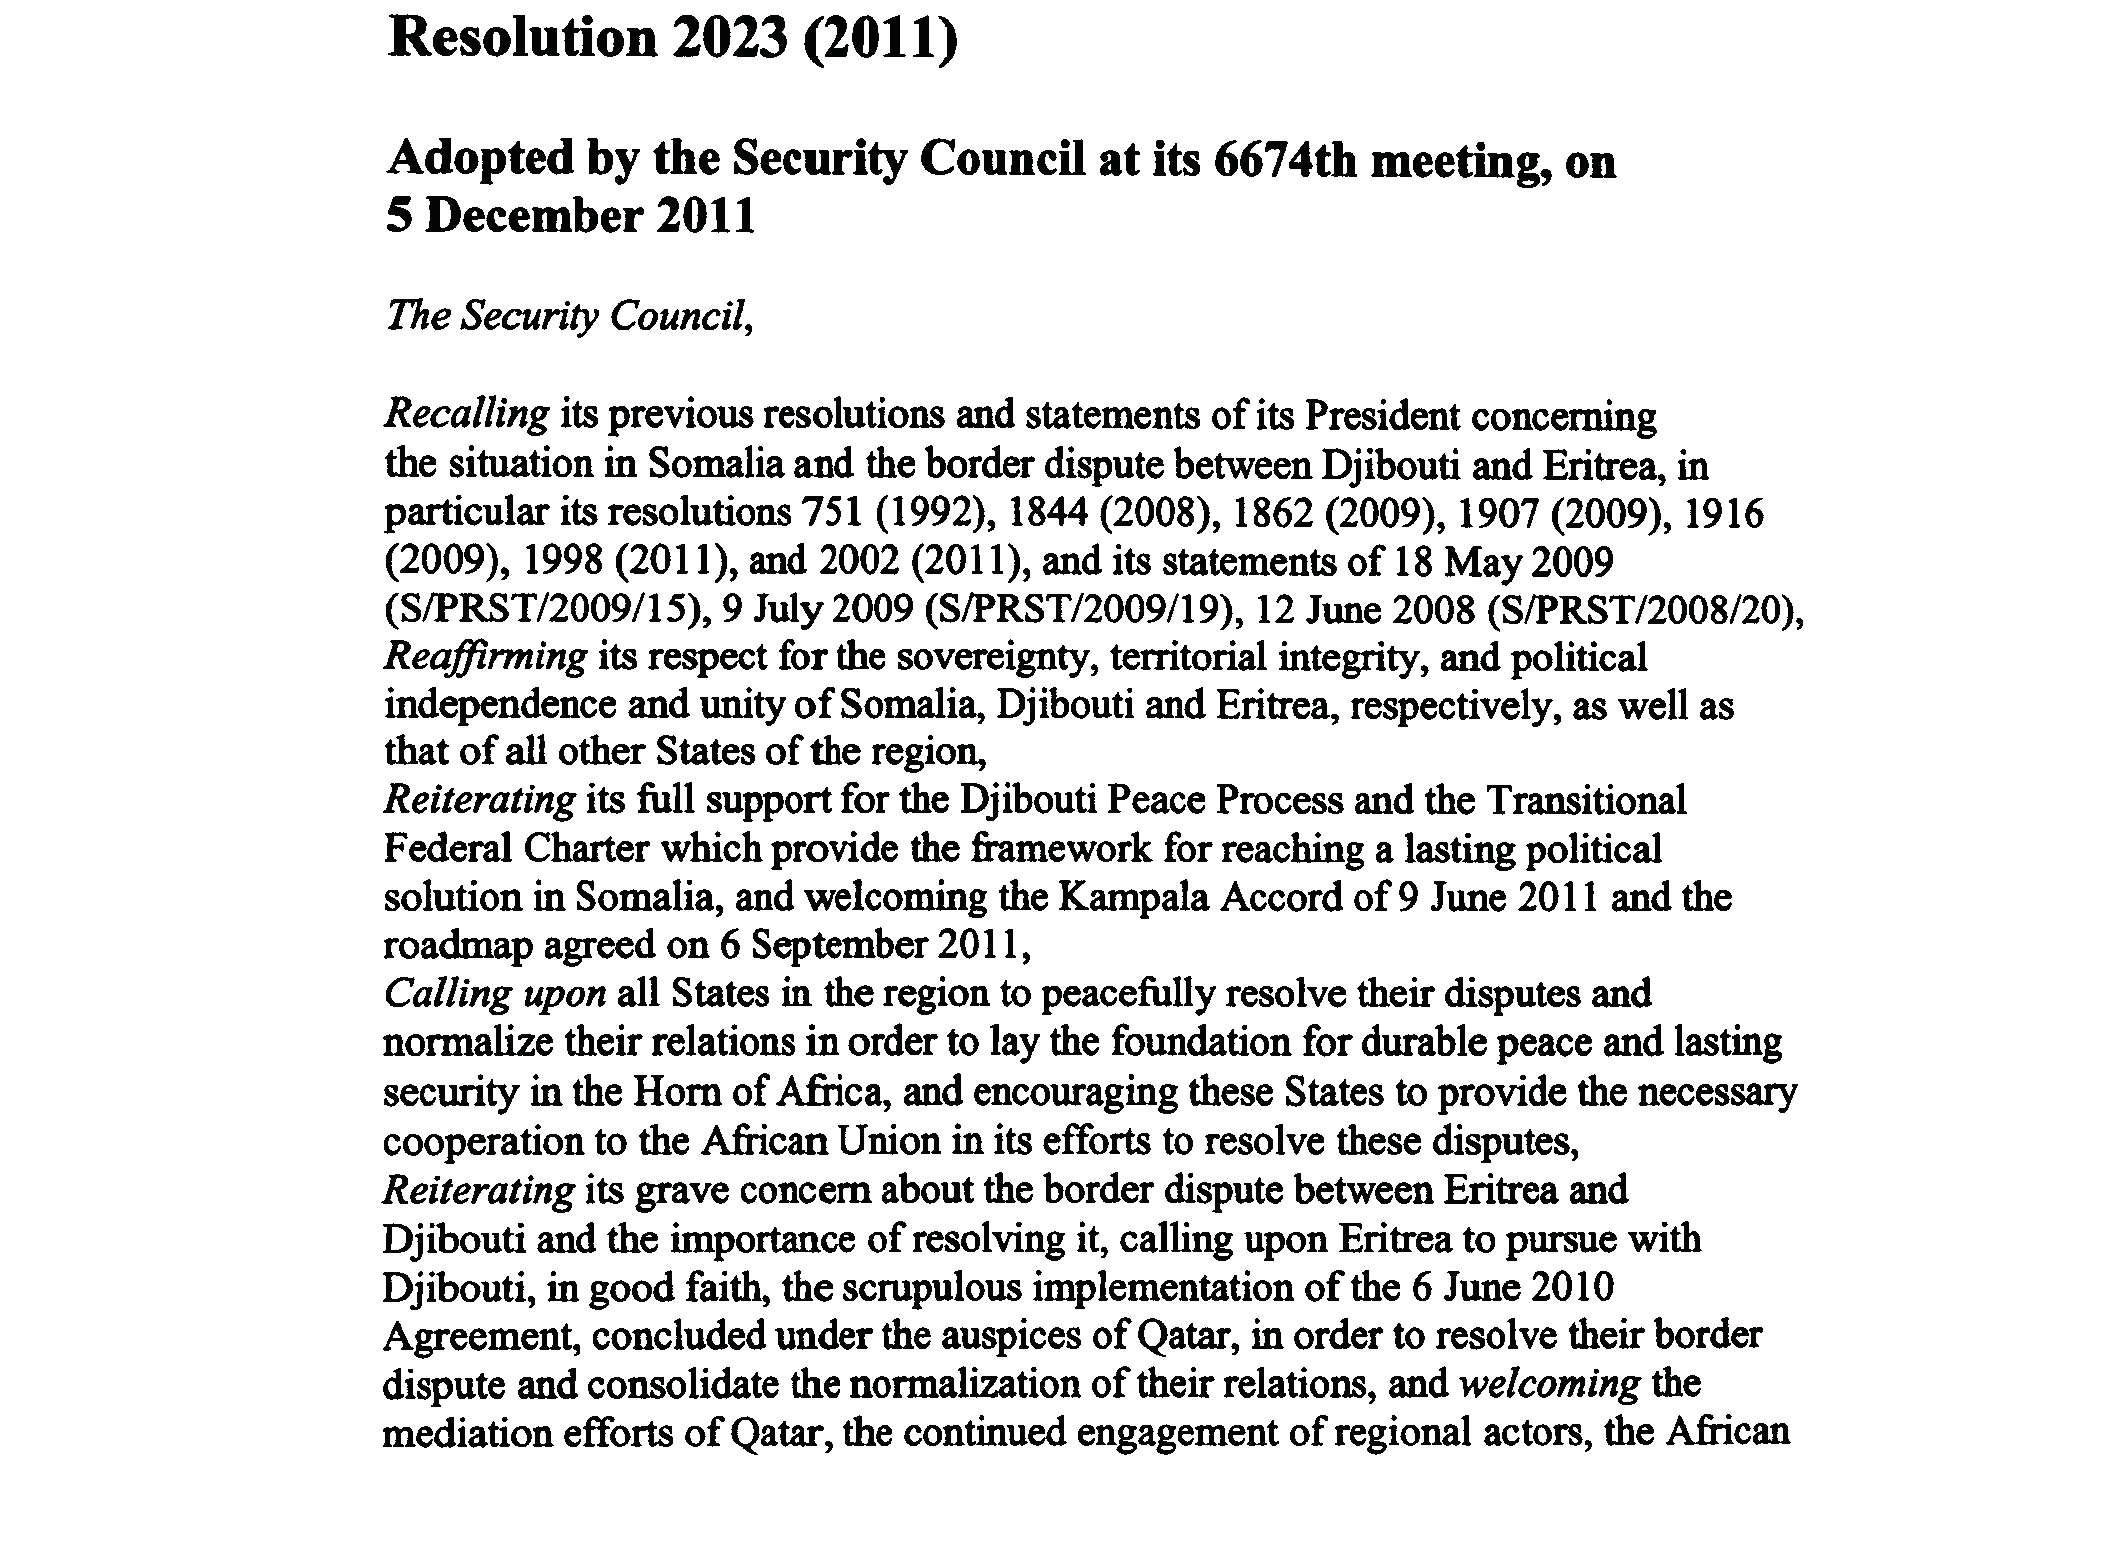 Resolution 2023 (2011)
Adopted by the Security Council at its 6674th meeting, on
5 December 2011
The Security Council,
Recalling its previous resolutions and statements of its President concerning
the situation in Somalia and the border dispute between Djibouti and Eritrea, in
particular its resolutions 751 (1992), 1844 (2008), 1862 (2009), 1907 (2009), 1916
(2009), 1998 (2011), and 2002 (2011), and its statements of 18 May 2009
(S/PRST/2009/15), 9 July 2009 (S/PRST/2009/19), 12 June 2008 (S/PRST/2008/20),
Reaffirming its respect for the sovereignty, territorial integrity, and political
independence and unity of Somalia, Djibouti and Eritrea, respectively, as well as
that of all other States of the region,
Reiterating its full support for the Djibouti Peace Process and the Transitional
Federal Charter which provide the framework for reaching a lasting political
solution in Somalia, and welcoming the Kampala Accord of 9 June 2011 and the
roadmap agreed on 6 September 2011,
Calling upon all States in the region to peacefully resolve their disputes and
normalize their relations in order to lay the foundation for durable peace and lasting
security in the Horn of Africa, and encouraging these States to provide the necessary
cooperation to the African Union in its efforts to resolve these disputes,
Reiterating its grave concern about the border dispute between Eritrea and
Djibouti and the importance of resolving it, calling upon Eritrea to pursue with
Djibouti, in good faith, the scrupulous implementation of the 6 June 2010
Agreement, concluded under the auspices of Qatar, in order to resolve their border
dispute and consolidate the normalization of their relations, and welcoming the
mediation efforts of Qatar, the continued engagement of regional actors, the African